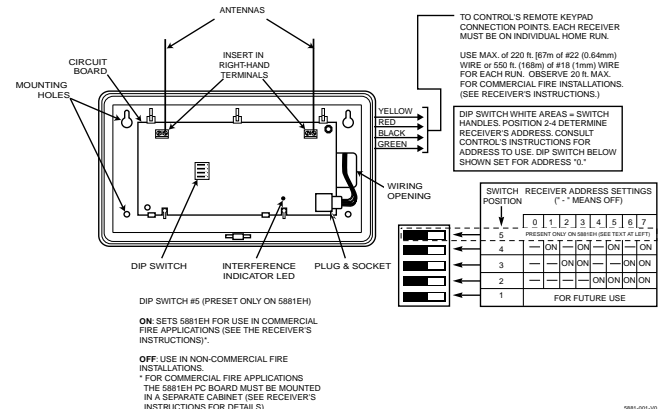 ANTENNAS
CIRCUIT
BOARD
MOUNTING
HOLES
INSERT IN
RIGHT-HAND
TERMINALS
YELLOW
RED
BLACK
GREEN
WIRING
OPENING
DIP SWITCH
INTERFERENCE
INDICATOR LED
PLUG & SOCKET
TO CONTROL'S REMOTE KEYPAD
CONNECTION POINTS. EACH RECEIVER
MUST BE ON INDIVIDUAL HOME RUN.
USE MAX. of 220 ft. [67m of #22 (0.64mm)
WIRE or 550 ft. (168m) of #18 (1mm) WIRE
FOR EACH RUN. OBSERVE 20 ft. MAX.
FOR COMMERCIAL FIRE INSTALLATIONS.
(SEE RECEIVER'S INSTRUCTIONS.)
DIP SWITCH WHITE AREAS = SWITCH
HANDLES. POSITION 2-4 DETERMINE
RECEIVER'S ADDRESS. CONSULT
CONTROL'S INSTRUCTIONS FOR
ADDRESS TO USE. DIP SWITCH BELOW
SHOWN SET FOR ADDRESS "0."
SWITCH POSITION
RECEIVER ADDRESS SETTINGS
(" - " MEANS OFF)
0 1 2 3 4 5 6 7
5 PRESENT ONLY ON 5881EH (SEE TEXT AT LEFT)
4 — ON — ON — ON — ON
3 — — ON ON — — ON ON
2 — — — — ON ON ON ON
1 FOR FUTURE USE
DIP SWITCH #5 (PRESET ONLY ON 5881EH)
ON: SETS 5881EH FOR USE IN COMMERCIAL
FIRE APPLICATIONS (SEE THE RECEIVER'S
INSTRUCTIONS)*.
OFF: USE IN NON-COMMERCIAL FIRE
INSTALLATIONS.
* FOR COMMERCIAL FIRE APPLICATIONS
THE 5881EH PC BOARD MUST BE MOUNTED
IN A SEPARATE CABINET (SEE RECEIVER'S
INSTRUCTIONS FOR DETAILS)
5881-001-V0